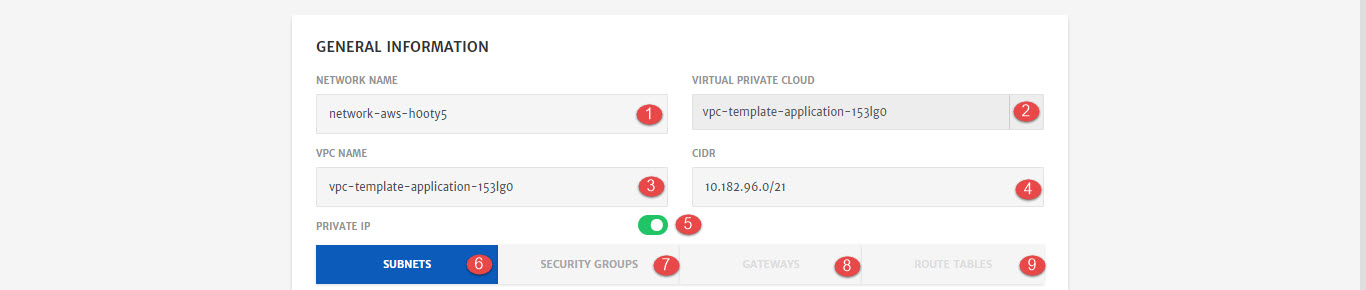 GENERAL INFORMATION
NETWORK NAME VIRTUAL PRIVATE CLOUD
network-aws-h0oty5 1 vpc-template-application-153lg0 2
VPC NAME CIDR
vpc-template-application-153lg0 3 10.182.96.0/21 4
PRIVATE IP 5
SUBNETS 6 SECURITY GROUPS 7 GATEWAYS 8 ROUTE TABLES 9